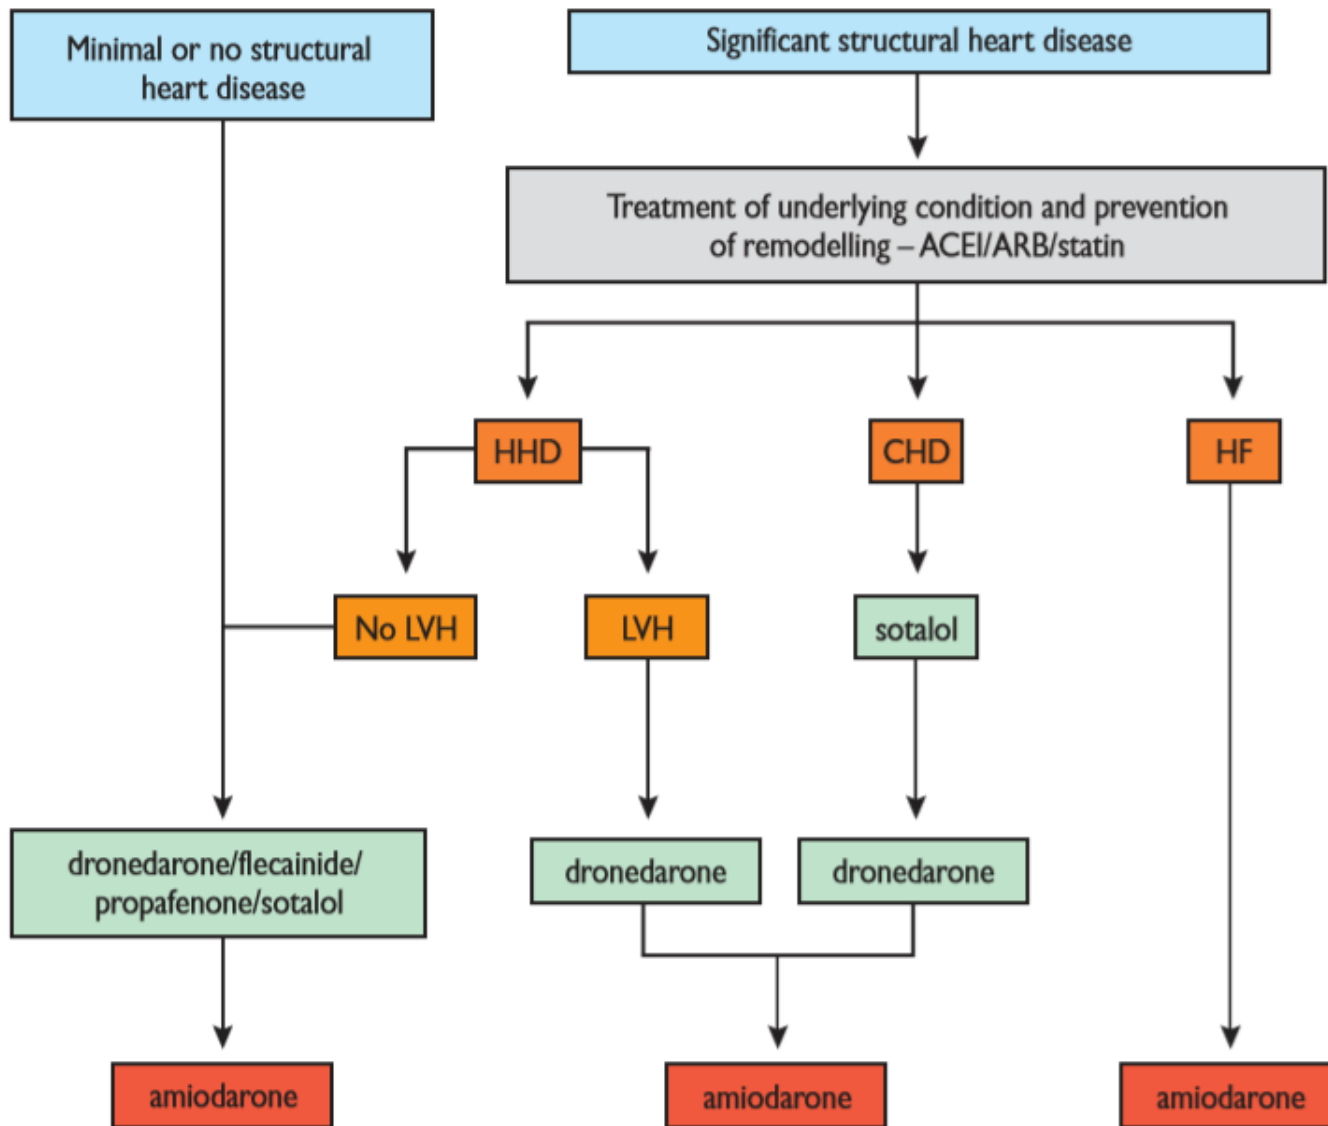 Minimal or no structural
heart disease
Significant structural heart disease
Treatment of underlying condition and prevention
of remodelling – ACEI/ARB/statin
HHD
CHD
HF
No LVH
LVH
sotalol
dronedarone/flecainide/
propafenone/sotalol
dronedarone
dronedarone
amiodarone
amiodarone
amiodarone